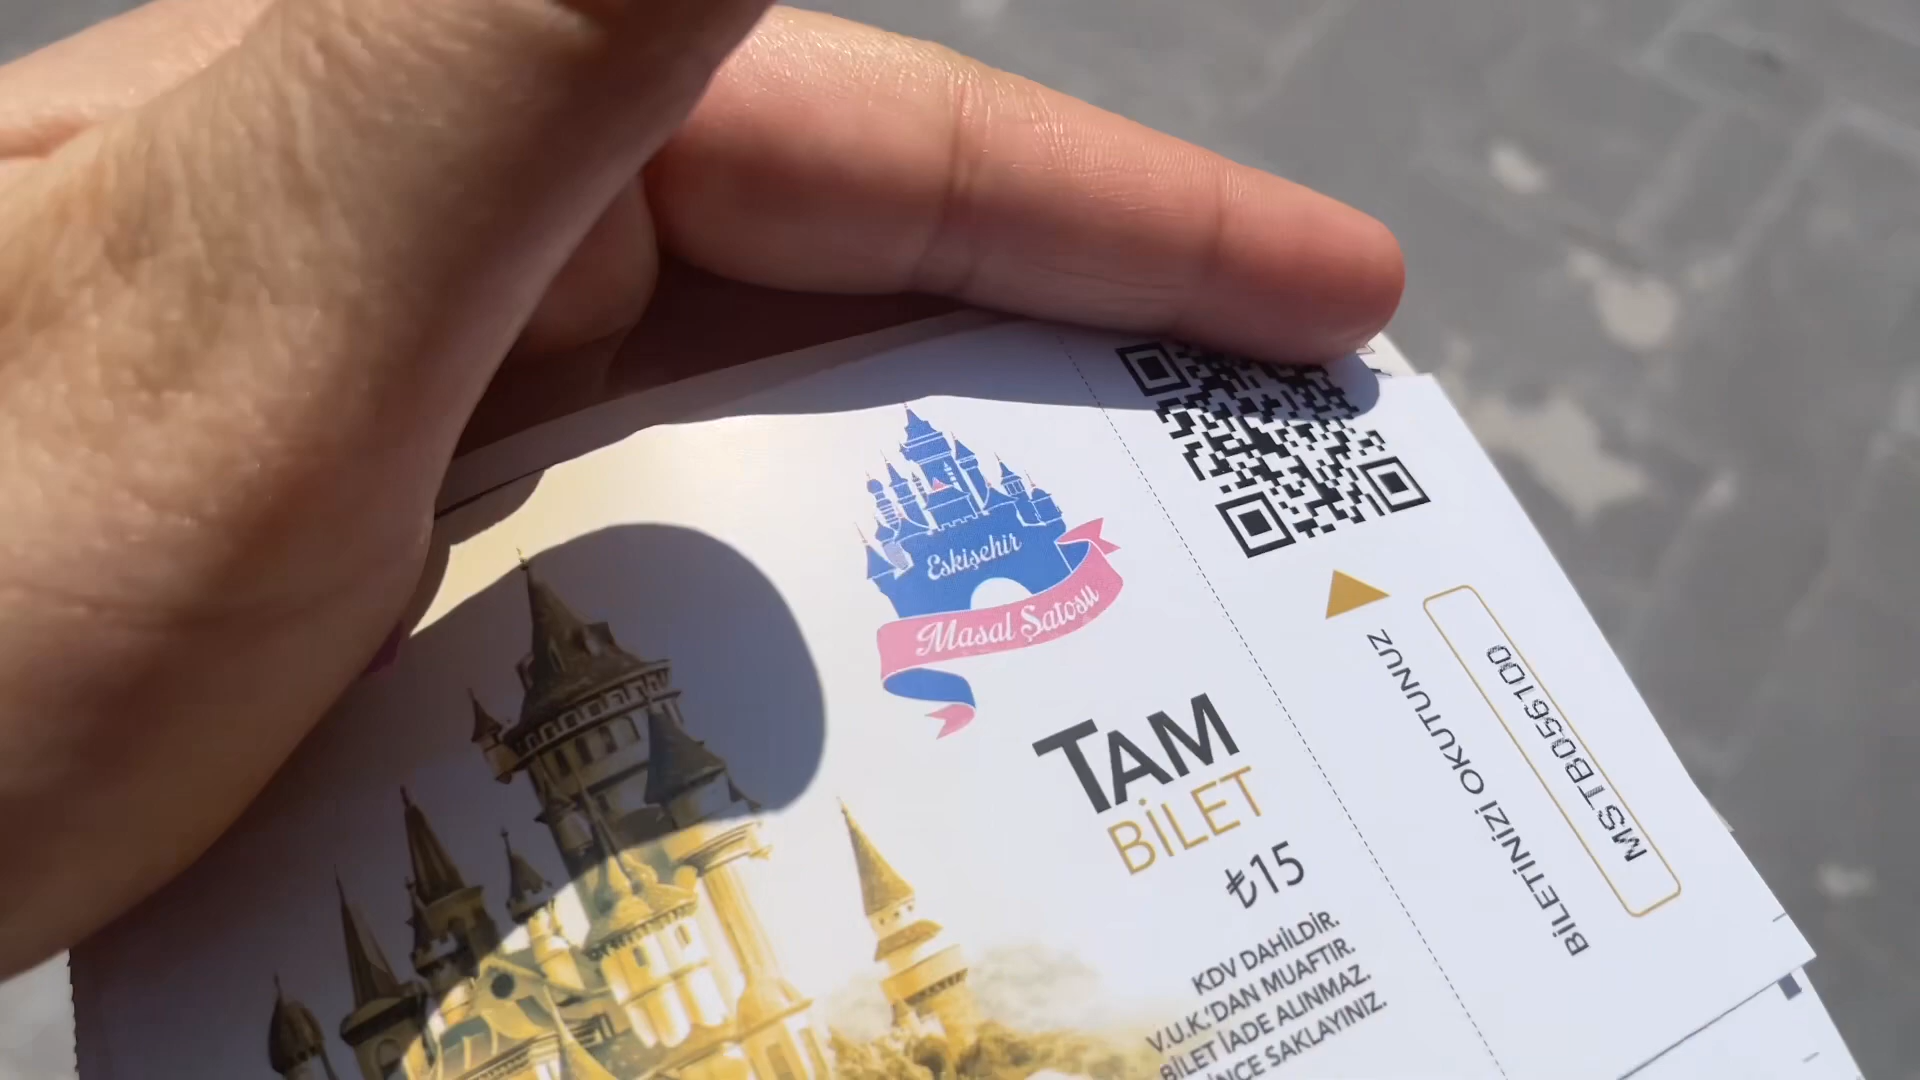 Eskişehir
Masal Şatosu
TAM
BİLET
₺15
KDV DAHİLDİR.
V.U.K.'DAN MUAFTIR.
BİLET İADE ALINMAZ.
SAKLAYINIZ.
BİLETİNİZİ OKUTUNUZ
MSTB056100